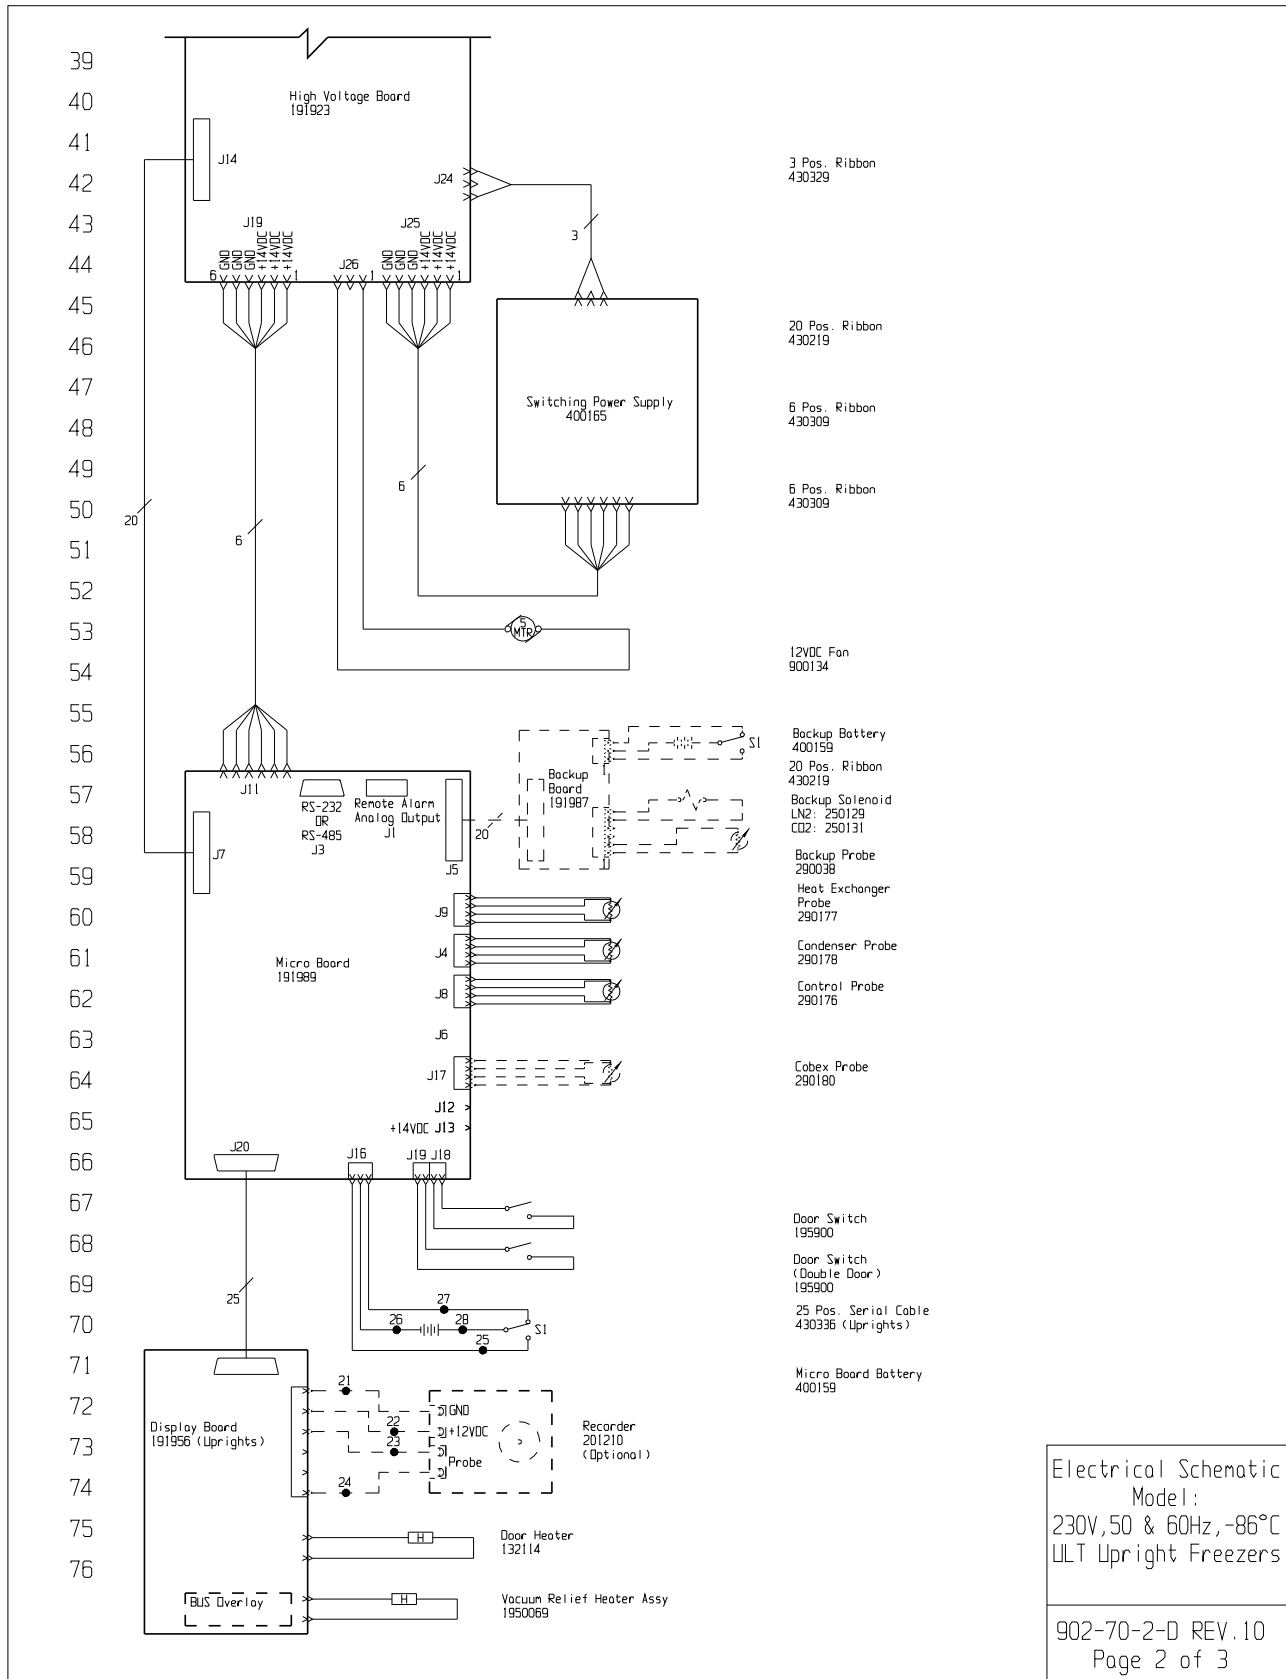 39
40
41
42
43
44
45
46
47
48
49
50
51
52
53
54
55
56
57
58
59
60
61
62
63
64
65
66
67
68
69
70
71
72
73
74
75
76
High Voltage Board
191923
J14
J24
J19
GND
GND
GND
+14VDC
+14VDC
+14VDC
6
1
J26
1
J25
GND
GND
GND
+14VDC
+14VDC
+14VDC
1
3
Switching Power Supply
400165
6
20
6
5
MTR
3 Pos. Ribbon
430329
20 Pos. Ribbon
430219
6 Pos. Ribbon
430309
6 Pos. Ribbon
430309
12VDC Fan
900134
J11
RS-232
OR
RS-485
J3
Remote Alarm
Analog Output
J1
J7
J5
20
Backup
Board
191987
1
1
S1
Backup Battery
400159
20 Pos. Ribbon
430219
Backup Solenoid
LN2: 250129
CO2: 250131
Backup Probe
290038
Heat Exchanger
Probe
290177
Condenser Probe
290178
Control Probe
290176
Cobex Probe
290180
Micro Board
191989
J9
J4
J8
J6
J17
J12
+14VDC J13
J20
J16
J19 J18
Door Switch
195900
Door Switch
(Double Door)
195900
25
27
26
28
25
S1
25 Pos. Serial Cable
430336 (Uprights)
Micro Board Battery
400159
Display Board
191956 (Uprights)
21
22
23
24
GND
+12VDC
Probe
Recorder
201210
(Optional)
H
Door Heater
132114
BUS Overlay
H
Vacuum Relief Heater Assy
1950069
Electrical Schematic
Model:
230V,50 & 60Hz,-86°C
ULT Upright Freezers
902-70-2-D REV.10
Page 2 of 3